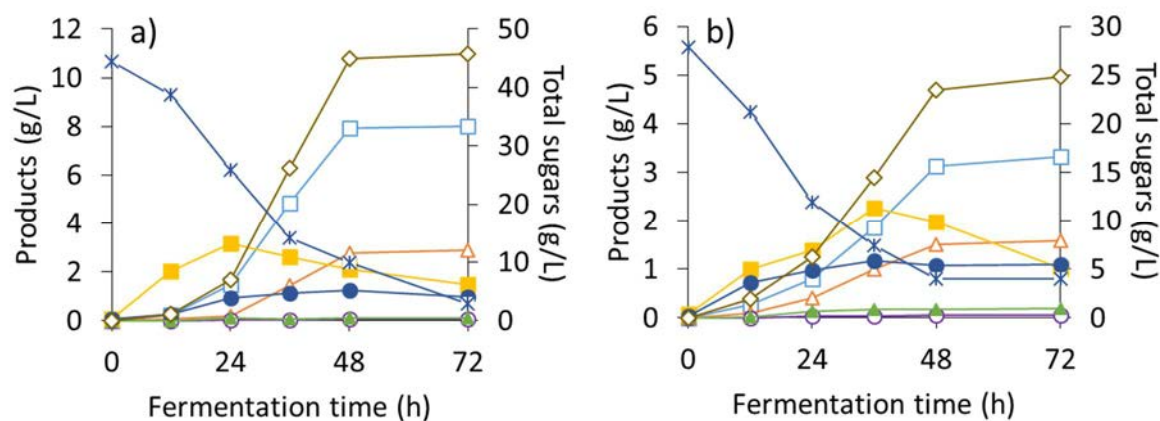 a)
Products (g/L)
12
10
8
6
4
2
0
50
40
30
20
10
0
Total sugars (g/L)
0 24 48 72
Fermentation time (h)
b)
Products (g/L)
6
5
4
3
2
1
0
30
25
20
15
10
5
0
Total sugars (g/L)
0 24 48 72
Fermentation time (h)